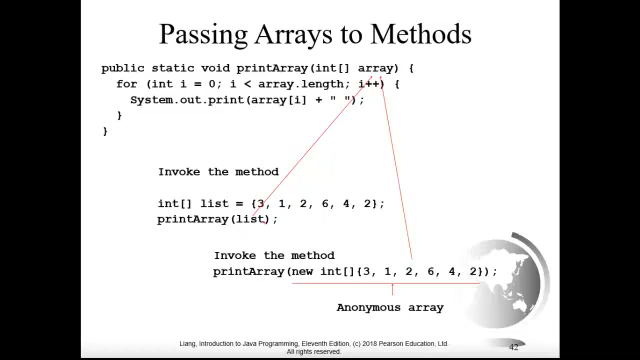 Passing Arrays to Methods
public static void printArray(int[] array) {
for (int i = 0; i < array.length; i++) {
System.out.print(array[i] + " ");
}
}
Invoke the method
int[] list = {3, 1, 2, 6, 4, 2};
printArray(list);
Invoke the method
printArray(new int[]{3, 1, 2, 6, 4, 2});
Anonymous array
Liang, Introduction to Java Programming, Eleventh Edition, (c) 2018 Pearson Education, Ltd.
All rights reserved.
42